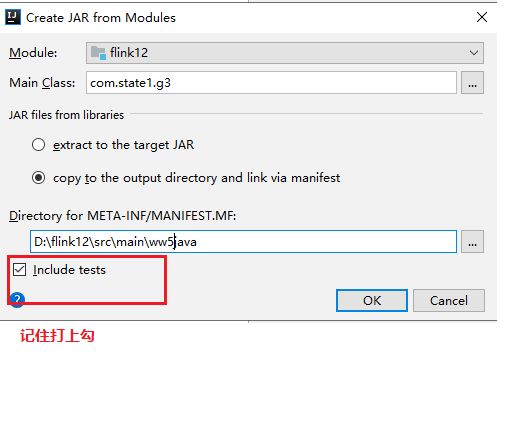 Create JAR from Modules
Module: flink12
Main Class: com.state1.g3 ...
JAR files from libraries
extract to the target JAR
copy to the output directory and link via manifest
Directory for META-INF/MANIFEST.MF:
D:\flink12\src\main\ww5java ...
Include tests
? OK Cancel
记住打上勾